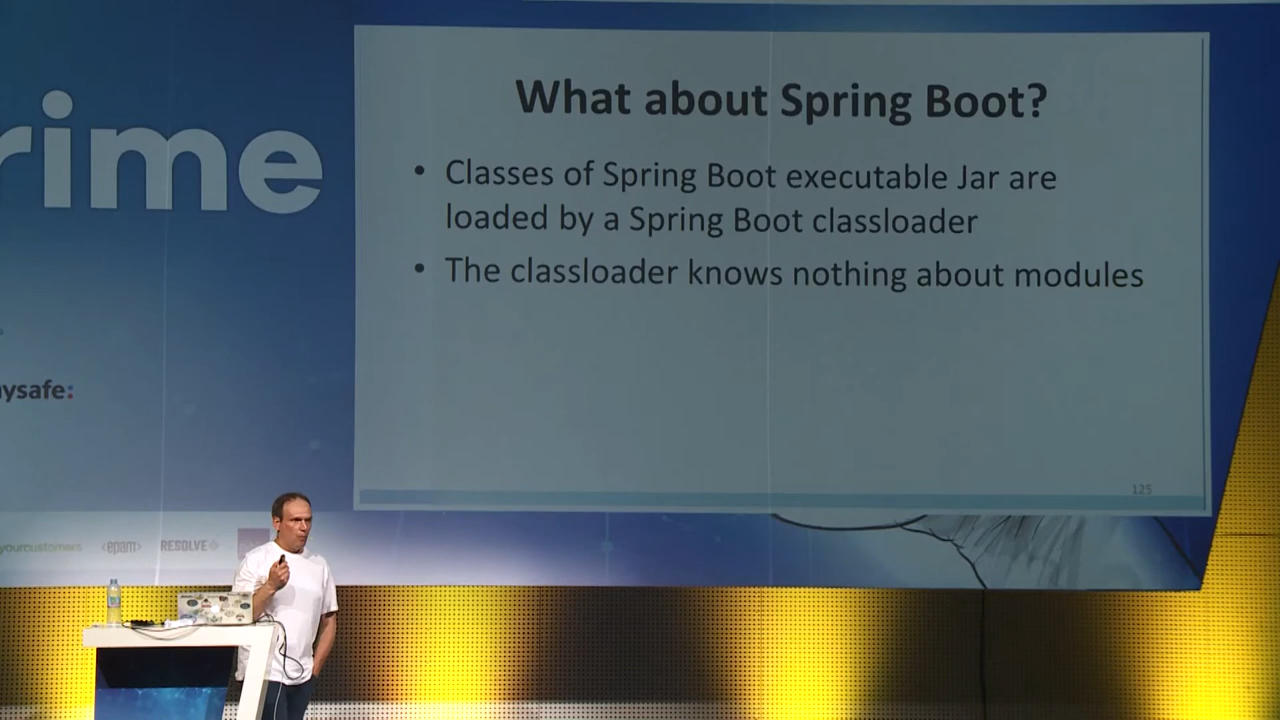 What about Spring Boot?
• Classes of Spring Boot executable Jar are
loaded by a Spring Boot classloader
• The classloader knows nothing about modules
125
rime
ysafe:
yourcustomers
<epam>
RESOLVE